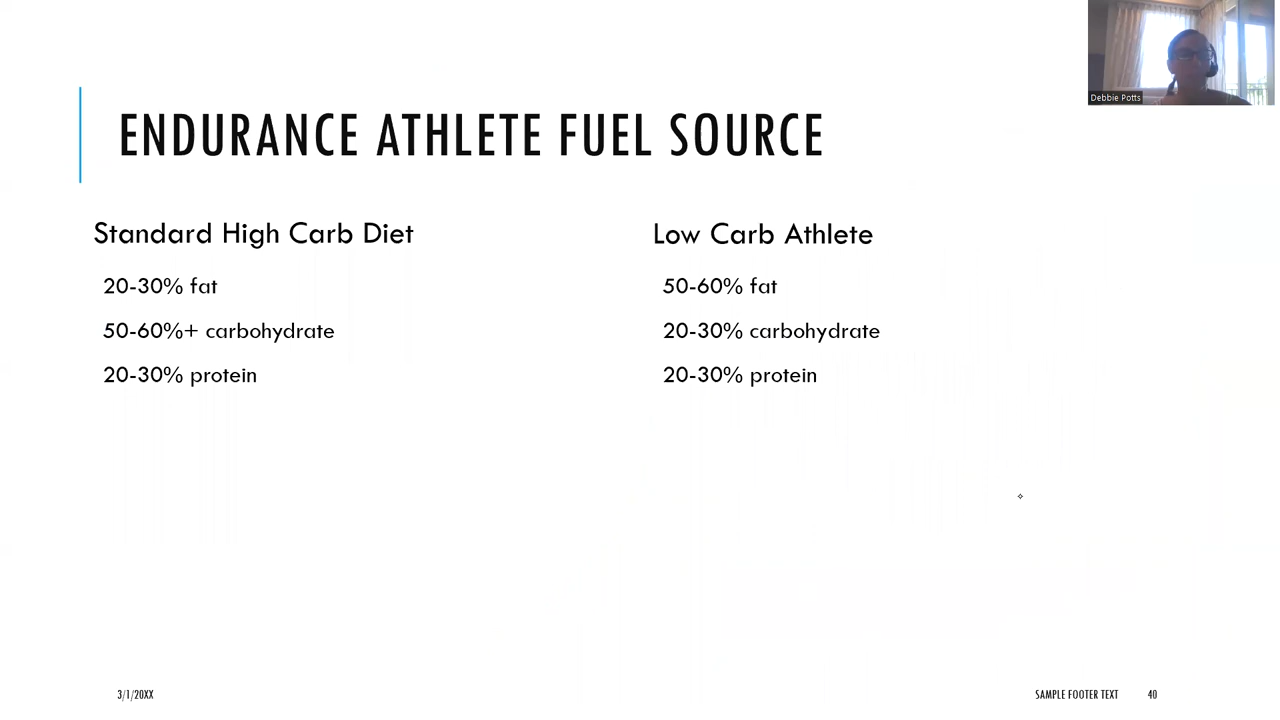 Debbie Potts
ENDURANCE ATHLETE FUEL SOURCE
Standard High Carb Diet
20-30% fat
50-60%+ carbohydrate
20-30% protein
Low Carb Athlete
50-60% fat
20-30% carbohydrate
20-30% protein
3/1/20XX
SAMPLE FOOTER TEXT
40